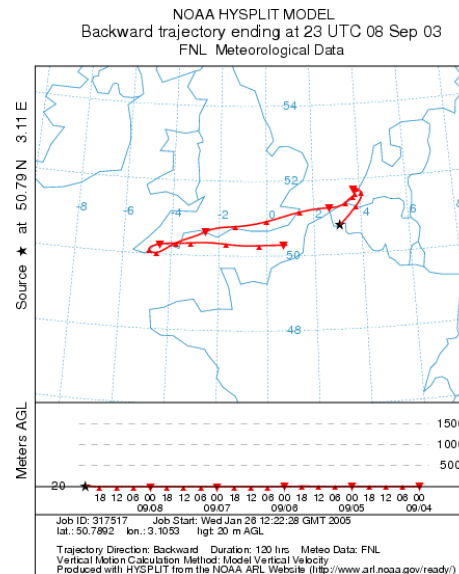 NOAA HYSPLIT MODEL
Backward trajectory ending at 23 UTC 08 Sep 03
FNL Meteorological Data
Source ★ at 50.79 N 3.11 E
54
52
-8 -6 -4 -2 0 2 4 6 8
50
48
Meters AGL
1500
1000
500
20
18 12 06 00 18 12 06 00 18 12 06 00 18 12 06 00 18 12 06 00
09/08 09/07 09/06 09/05 09/04
Job ID: 317517 Job Start: Wed Jan 26 12:22:28 GMT 2005
lat.: 50.7892 lon.: 3.1053 hgt: 20 m AGL
Trajectory Direction: Backward Duration: 120 hrs Meteo Data: FNL
Vertical Motion Calculation Method: Model Vertical Velocity
Produced with HYSPLIT from the NOAA ARL Website (http://www.arl.noaa.gov/ready/)